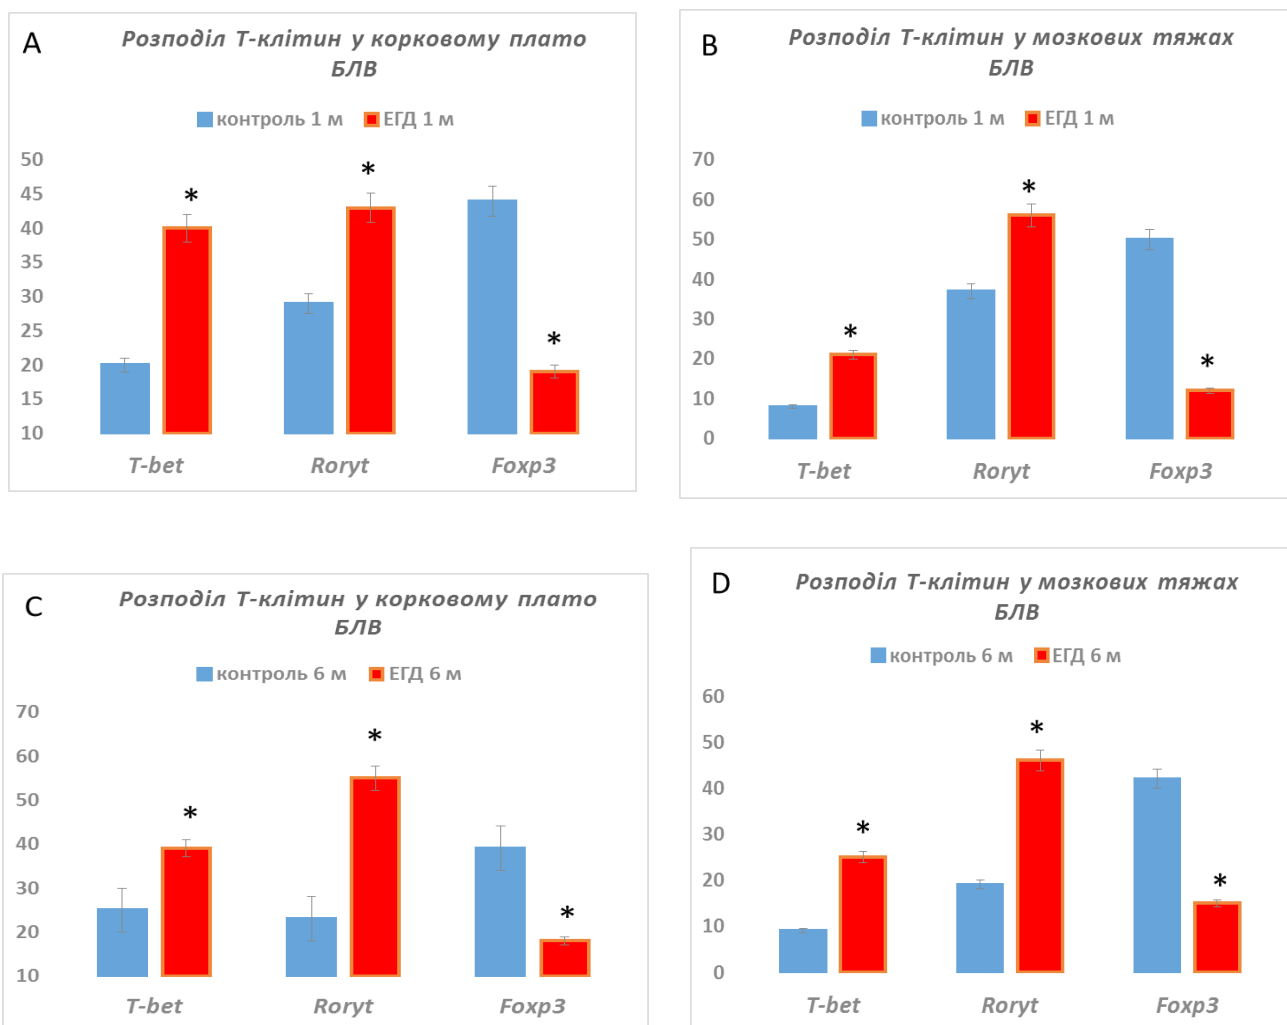 A
Розподіл Т-клітин у корковому плато
БЛВ
контроль 1 м ЕГД 1 м
50
45
40
35
30
25
20
15
10
* * *
T-bet Roryt Foxp3
B
Розподіл Т-клітин у мозкових тяжах
БЛВ
контроль 1 м ЕГД 1 м
70
60
50
40
30
20
10
0
* * *
T-bet Roryt Foxp3
C
Розподіл Т-клітин у корковому плато
БЛВ
контроль 6 м ЕГД 6 м
70
60
50
40
30
20
10
* * *
T-bet Roryt Foxp3
D
Розподіл Т-клітин у мозкових тяжах
БЛВ
контроль 6 м ЕГД 6 м
60
50
40
30
20
10
0
* * *
T-bet Roryt Foxp3